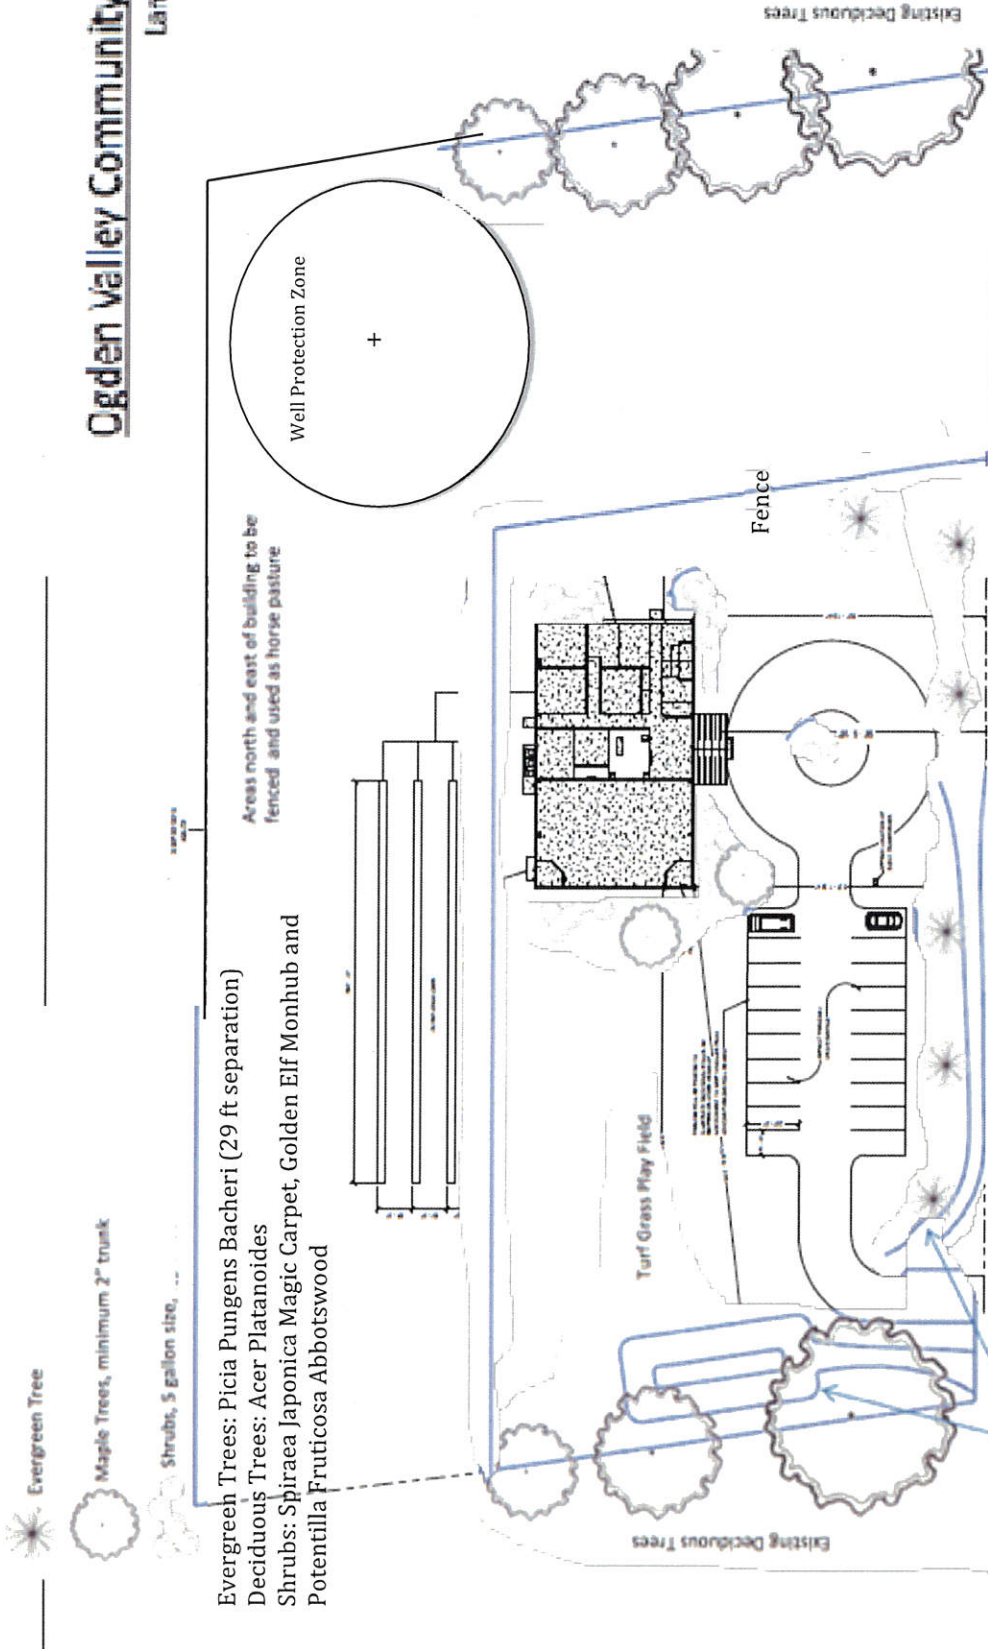 Ogden Valley Community
Lan
Evergreen Tree
Maple Trees, minimum 2" trunk
Shrubs, 5 gallon size,
Evergreen Trees: Picia Pungens Bacheri (29 ft separation)
Deciduous Trees: Acer Platanoides
Shrubs: Spiraea Japonica Magic Carpet, Golden Elf Monhub and
Potentilla Fruticosa Abbotswood
Areas north and east of building to be
fenced and used as horse pasture
Well Protection Zone
Fence
Turf Grass Play Field
Existing Deciduous Trees
Existing Deciduous Trees